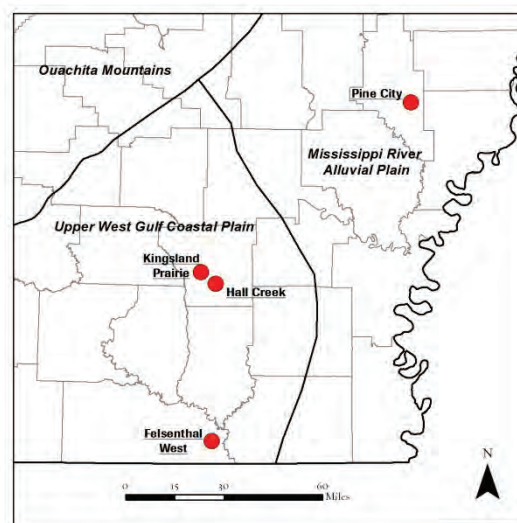 Ouachita Mountains
Pine City
Mississippi River
Alluvial Plain
Upper West Gulf Coastal Plain
Kingsland
Prairie
Hall Creek
Felsenthal
West
N
0 15 30 60
Miles